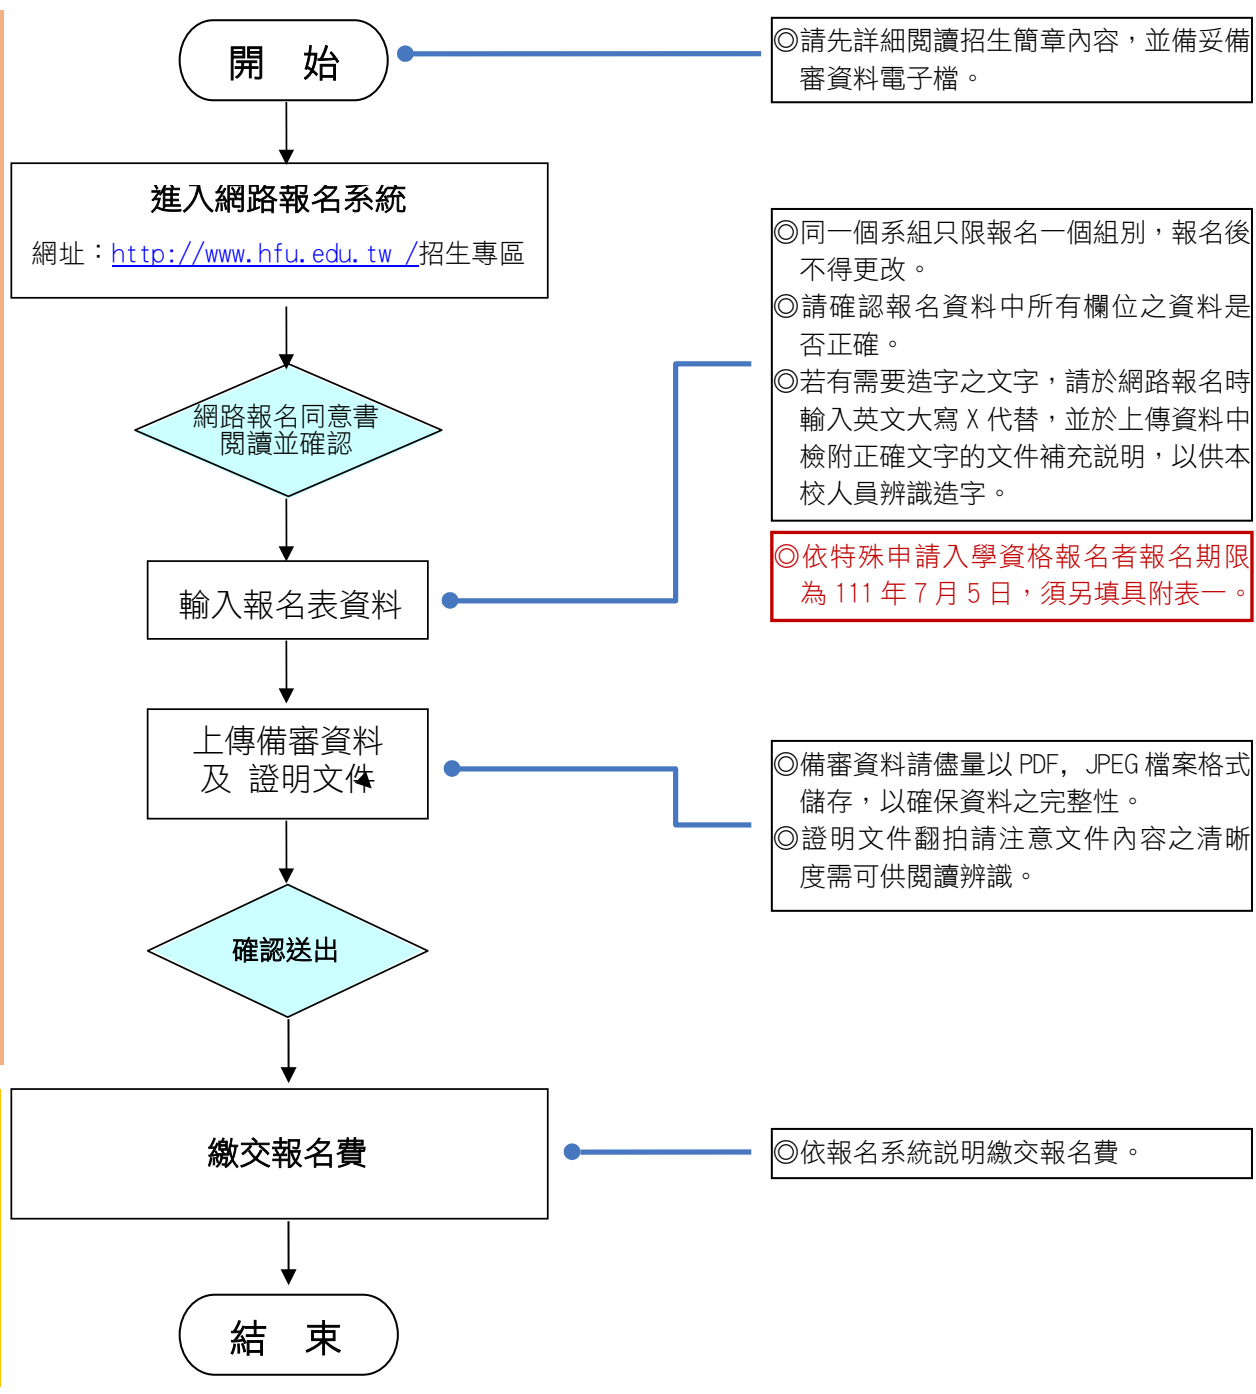 開 始
◎請先詳細閱讀招生簡章內容,並備妥備
審資料電子檔。
進入網路報名系統
網址:http://www.hfu.edu.tw /招生專區
◎同一個系組只限報名一個組別,報名後
不得更改。
◎請確認報名資料中所有欄位之資料是
否正確。
◎若有需要造字之文字,請於網路報名時
輸入英文大寫 X 代替,並於上傳資料中
檢附正確文字的文件補充說明,以供本
校人員辨識造字。
網路報名同意書
閱讀並確認
◎依特殊申請入學資格報名者報名期限
為 111 年 7 月 5 日,須另填具附表一。
輸入報名表資料
上傳備審資料
及 證明文件
◎備審資料請儘量以 PDF, JPEG 檔案格式
儲存,以確保資料之完整性。
◎證明文件翻拍請注意文件內容之清晰
度需可供閱讀辨識。
確認送出
繳交報名費
◎依報名系統說明繳交報名費。
結 束